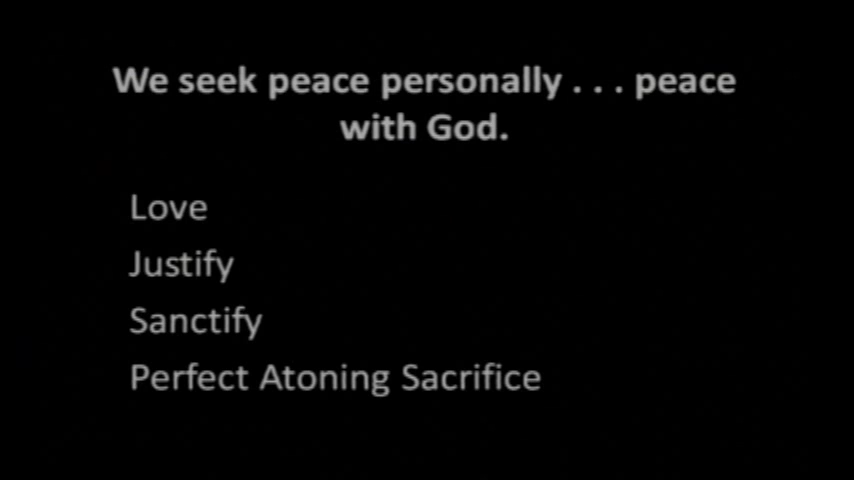 We seek peace personally . . . peace
with God.
Love
Justify
Sanctify
Perfect Atoning Sacrifice